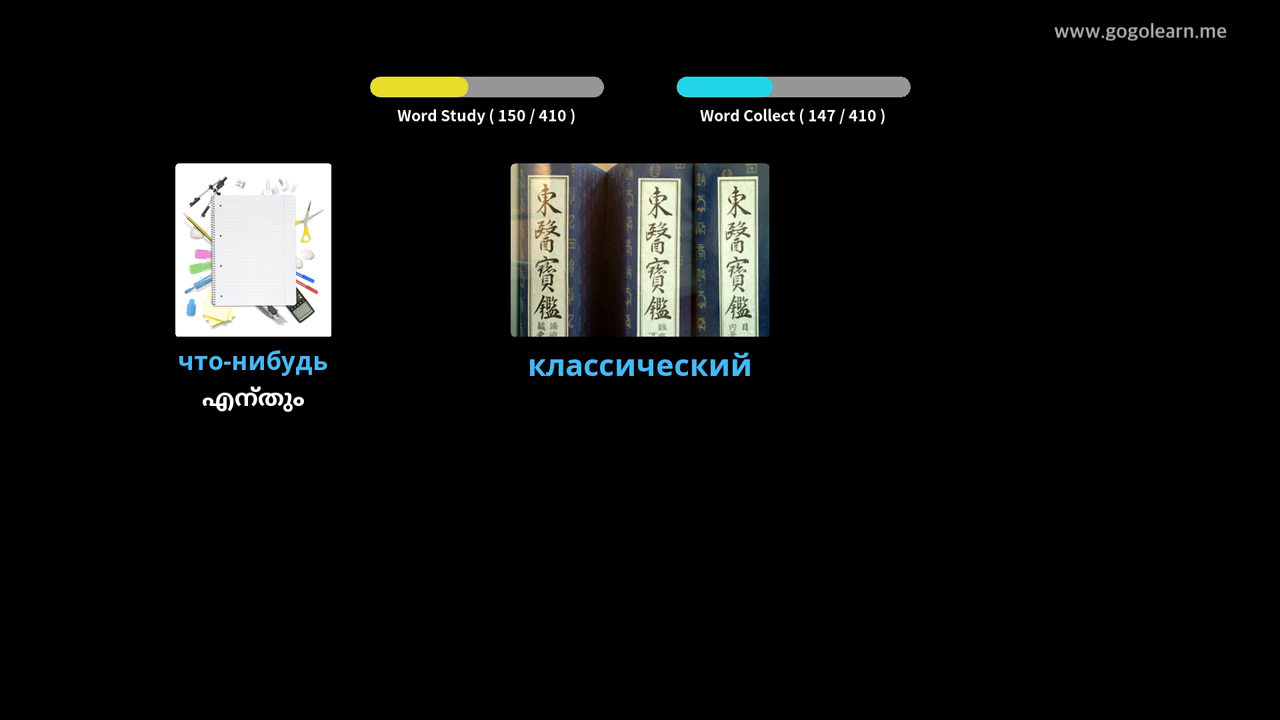 www.gogolearn.me
Word Study ( 150 / 410 )
Word Collect ( 147 / 410 )
東醫寶鑑
東醫寶鑑
東醫寶鑑
что-нибудь
എന്തും
классический